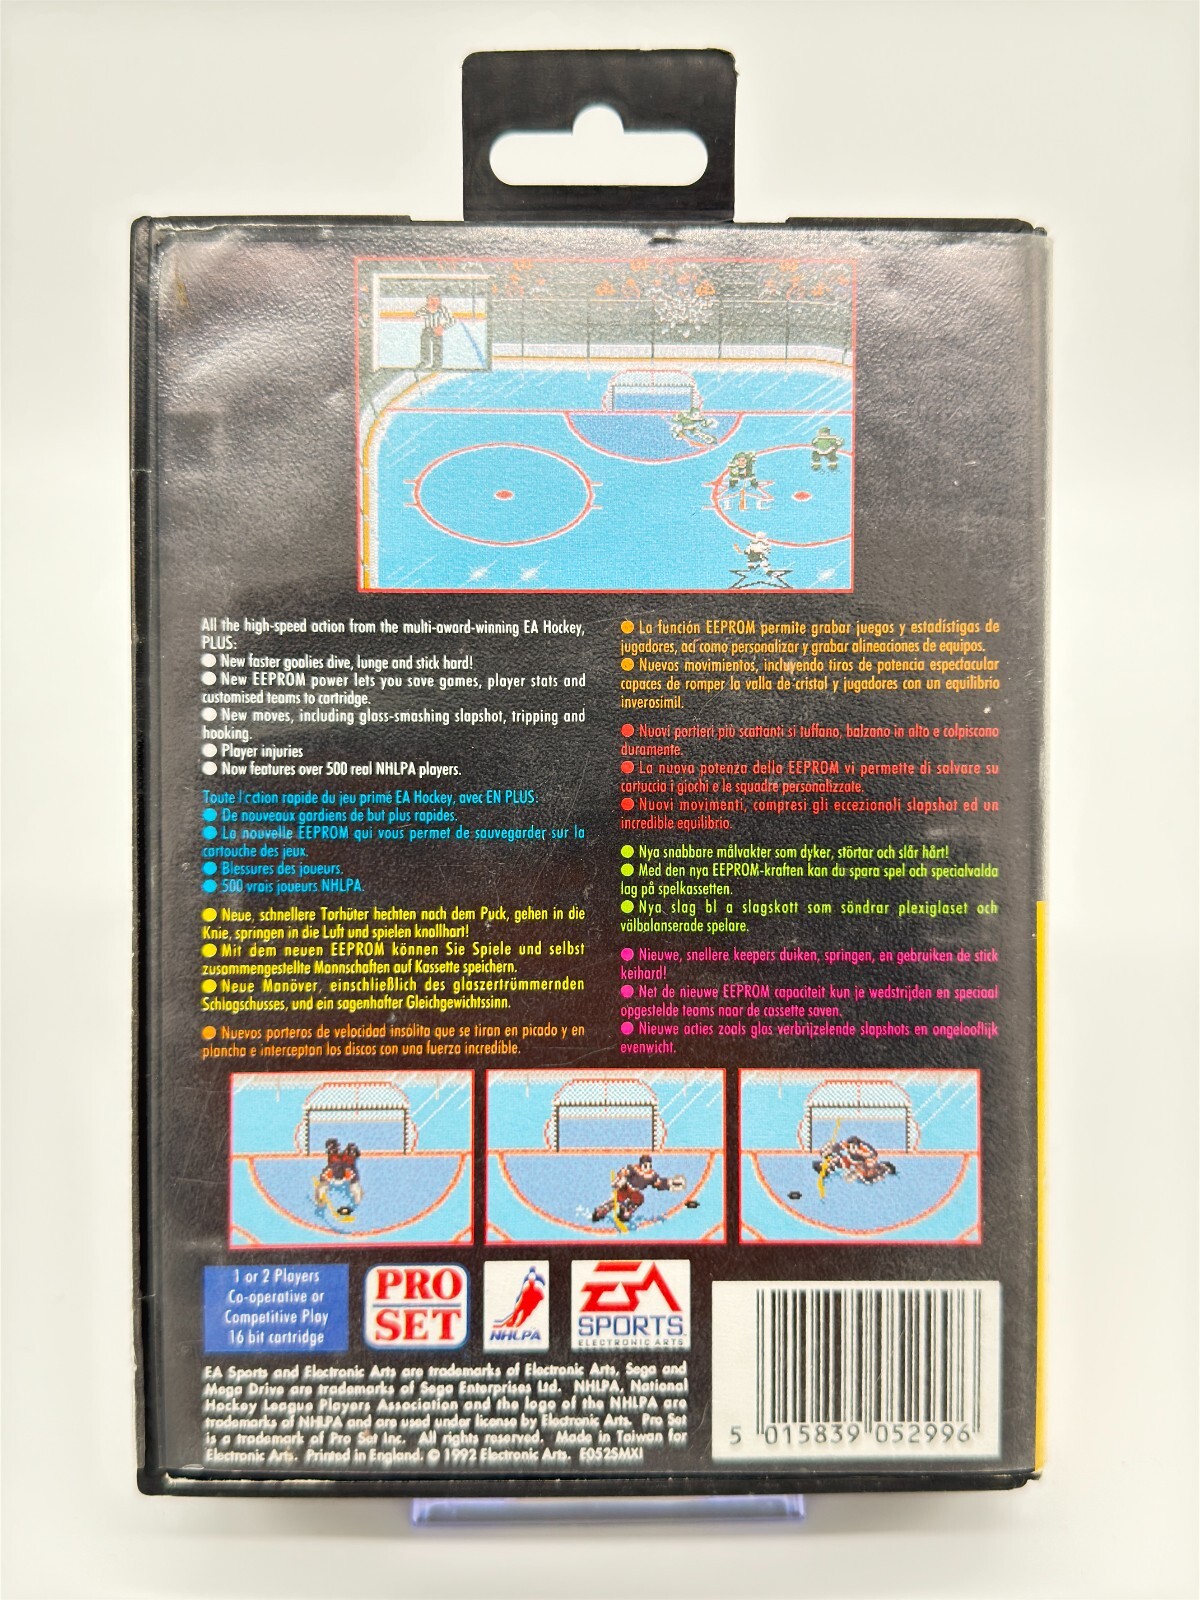 All the high-speed action from the multi-award-winning EA Hockey,
PLUS:
● New faster goalies dive, lunge and stick hard!
● New EEPROM power lets you save games, player stats and
customised teams to cartridge.
● New moves, including glass-smashing slapshot, tripping and
hooking.
● Player injuries
● Now features over 500 real NHLPA players.
Toute l'action rapide du jeu primé EA Hockey, avec EN PLUS:
● De nouveaux gardiens de but plus rapides.
● La nouvelle EEPROM qui vous permet de sauvegarder sur la
cartouche des jeux.
● Blessures des joueurs.
● 500 vrais joueurs NHLPA.
● Neue, schnellere Torhüter hechten nach dem Puck, gehen in die
Knie, springen in die Luft und spielen knallhart!
● Mit dem neuen EEPROM können Sie Spiele und selbst
zusammengestellte Mannschaften auf Kassette speichern.
● Neue Manöver, einschließlich des glaszertrümmernden
Schlagschusses, und ein sagenhafter Gleichgewichtssinn.
● Nuevos porteros de velocidad insólita que se tiran en picado y en
plancha e interceptan los discos con una fuerza incredíble.
● La función EEPROM permite grabar juegos y estadístigas de
jugadores, ací como personalizar y grabar alineaciones de equipos.
● Nuevos movimientos, incluyendo tiros de potencia espectacular
capaces de romper la valla de cristal y jugadores con un equilibrio
inverosímil.
● Nuovi portieri più scattanti si tuffano, balzano in alto e colpiscono
duramente.
● La nuova potenza dello EEPROM vi permette di salvare su
cartuccia i giochi e le squadre personalizzate.
● Nuovi movimenti, compresi gli eccezionali slapshot ed un
incredible equilibrio.
● Nya snabbare målvakter som dyker, störtar och slår hårt!
● Med den nya EEPROM-kraften kan du spara spel och specialvalda
lag på spelkassetten.
● Nya slag bl a slagskott som söndrar plexiglaset och
välbalanserade spelare.
● Nieuwe, snellere keepers duiken, springen, en gebruiken de stick
keihard!
● Net de nieuwe EEPROM capaciteit kun je wedstrijden en speciaal
opgestelde teams naar de cassette saven.
● Nieuwe acties zoals glas verbrijzelende slapshots en ongelooflijk
evenwicht.
1 or 2 Players
Co-operative or
Competitive Play
16 bit cartridge
PRO
SET
NHLPA
EA
SPORTS
ELECTRONIC ARTS
EA Sports and Electronic Arts are trademarks of Electronic Arts, Sega and
Mega Drive are trademarks of Sega Enterprises Ltd. NHLPA, National
Hockey League Players Association and the logo of the NHLPA are
trademarks of NHLPA and are used under license by Electronic Arts. Pro Set
is a trademark of Pro Set Inc. All rights reserved. Made in Taiwan for
Electronic Arts. Printed in England. © 1992 Electronic Arts. E052SMXI
5 015839 052996